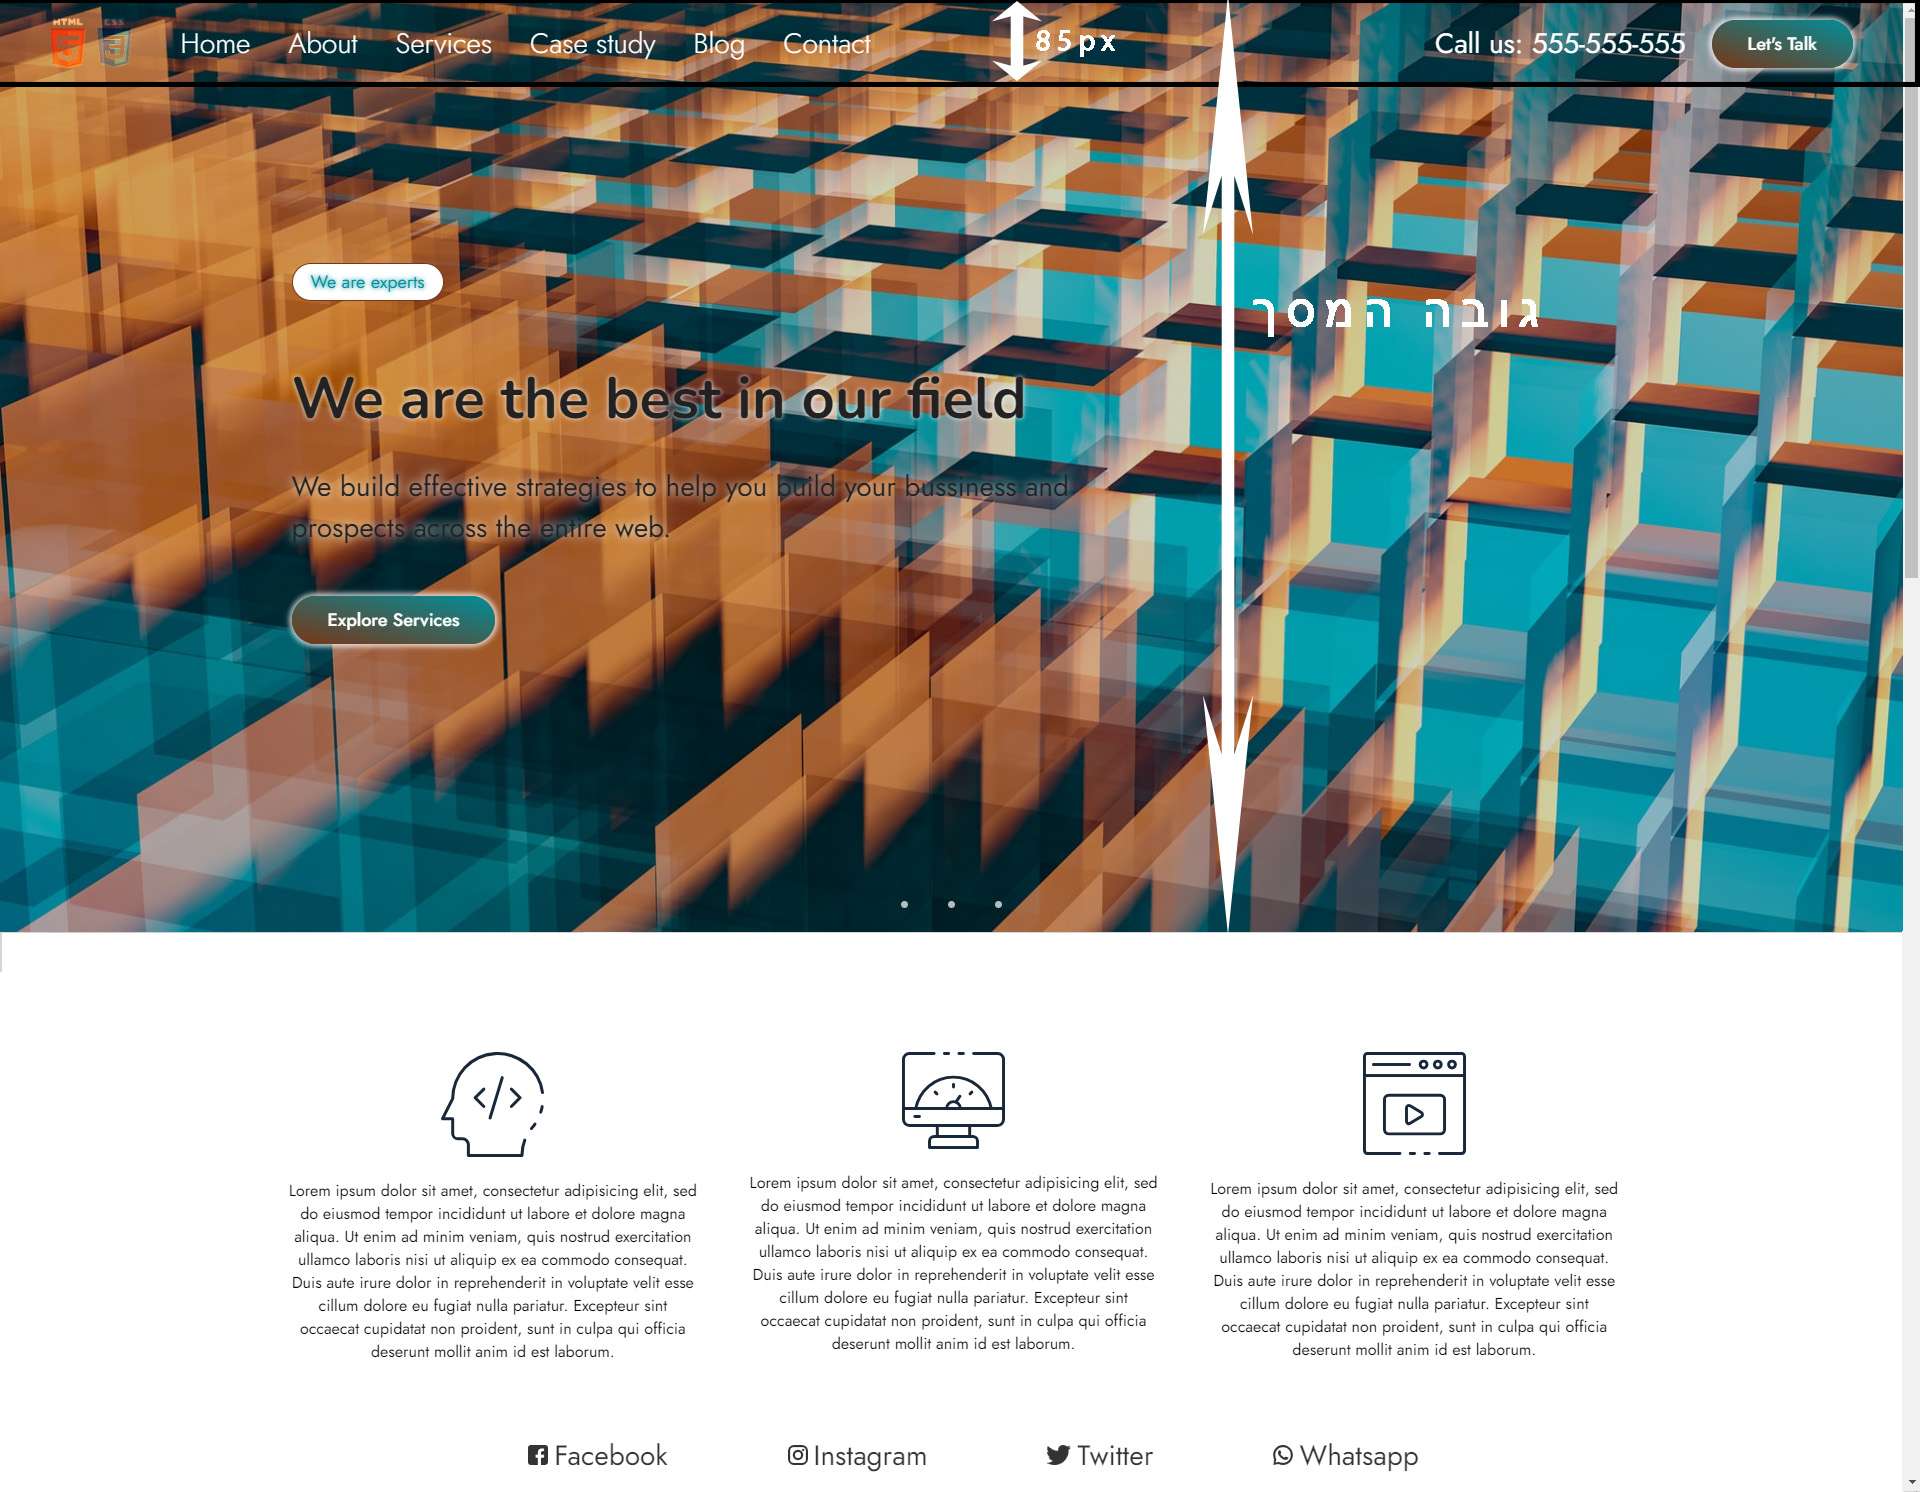 HTML CSS
Home About Services Case study Blog Contact
85px
Call us: 555-555-555
Let's Talk
We are experts
גובה המסך
We are the best in our field
We build effective strategies to help you build your bussiness and
prospects across the entire web.
Explore Services
Lorem ipsum dolor sit amet, consectetur adipisicing elit, sed
do eiusmod tempor incididunt ut labore et dolore magna
aliqua. Ut enim ad minim veniam, quis nostrud exercitation
ullamco laboris nisi ut aliquip ex ea commodo consequat.
Duis aute irure dolor in reprehenderit in voluptate velit esse
cillum dolore eu fugiat nulla pariatur. Excepteur sint
occaecat cupidatat non proident, sunt in culpa qui officia
deserunt mollit anim id est laborum.
Lorem ipsum dolor sit amet, consectetur adipisicing elit, sed
do eiusmod tempor incididunt ut labore et dolore magna
aliqua. Ut enim ad minim veniam, quis nostrud exercitation
ullamco laboris nisi ut aliquip ex ea commodo consequat.
Duis aute irure dolor in reprehenderit in voluptate velit esse
cillum dolore eu fugiat nulla pariatur. Excepteur sint
occaecat cupidatat non proident, sunt in culpa qui officia
deserunt mollit anim id est laborum.
Lorem ipsum dolor sit amet, consectetur adipisicing elit, sed
do eiusmod tempor incididunt ut labore et dolore magna
aliqua. Ut enim ad minim veniam, quis nostrud exercitation
ullamco laboris nisi ut aliquip ex ea commodo consequat.
Duis aute irure dolor in reprehenderit in voluptate velit esse
cillum dolore eu fugiat nulla pariatur. Excepteur sint
occaecat cupidatat non proident, sunt in culpa qui officia
deserunt mollit anim id est laborum.
Facebook Instagram Twitter Whatsapp